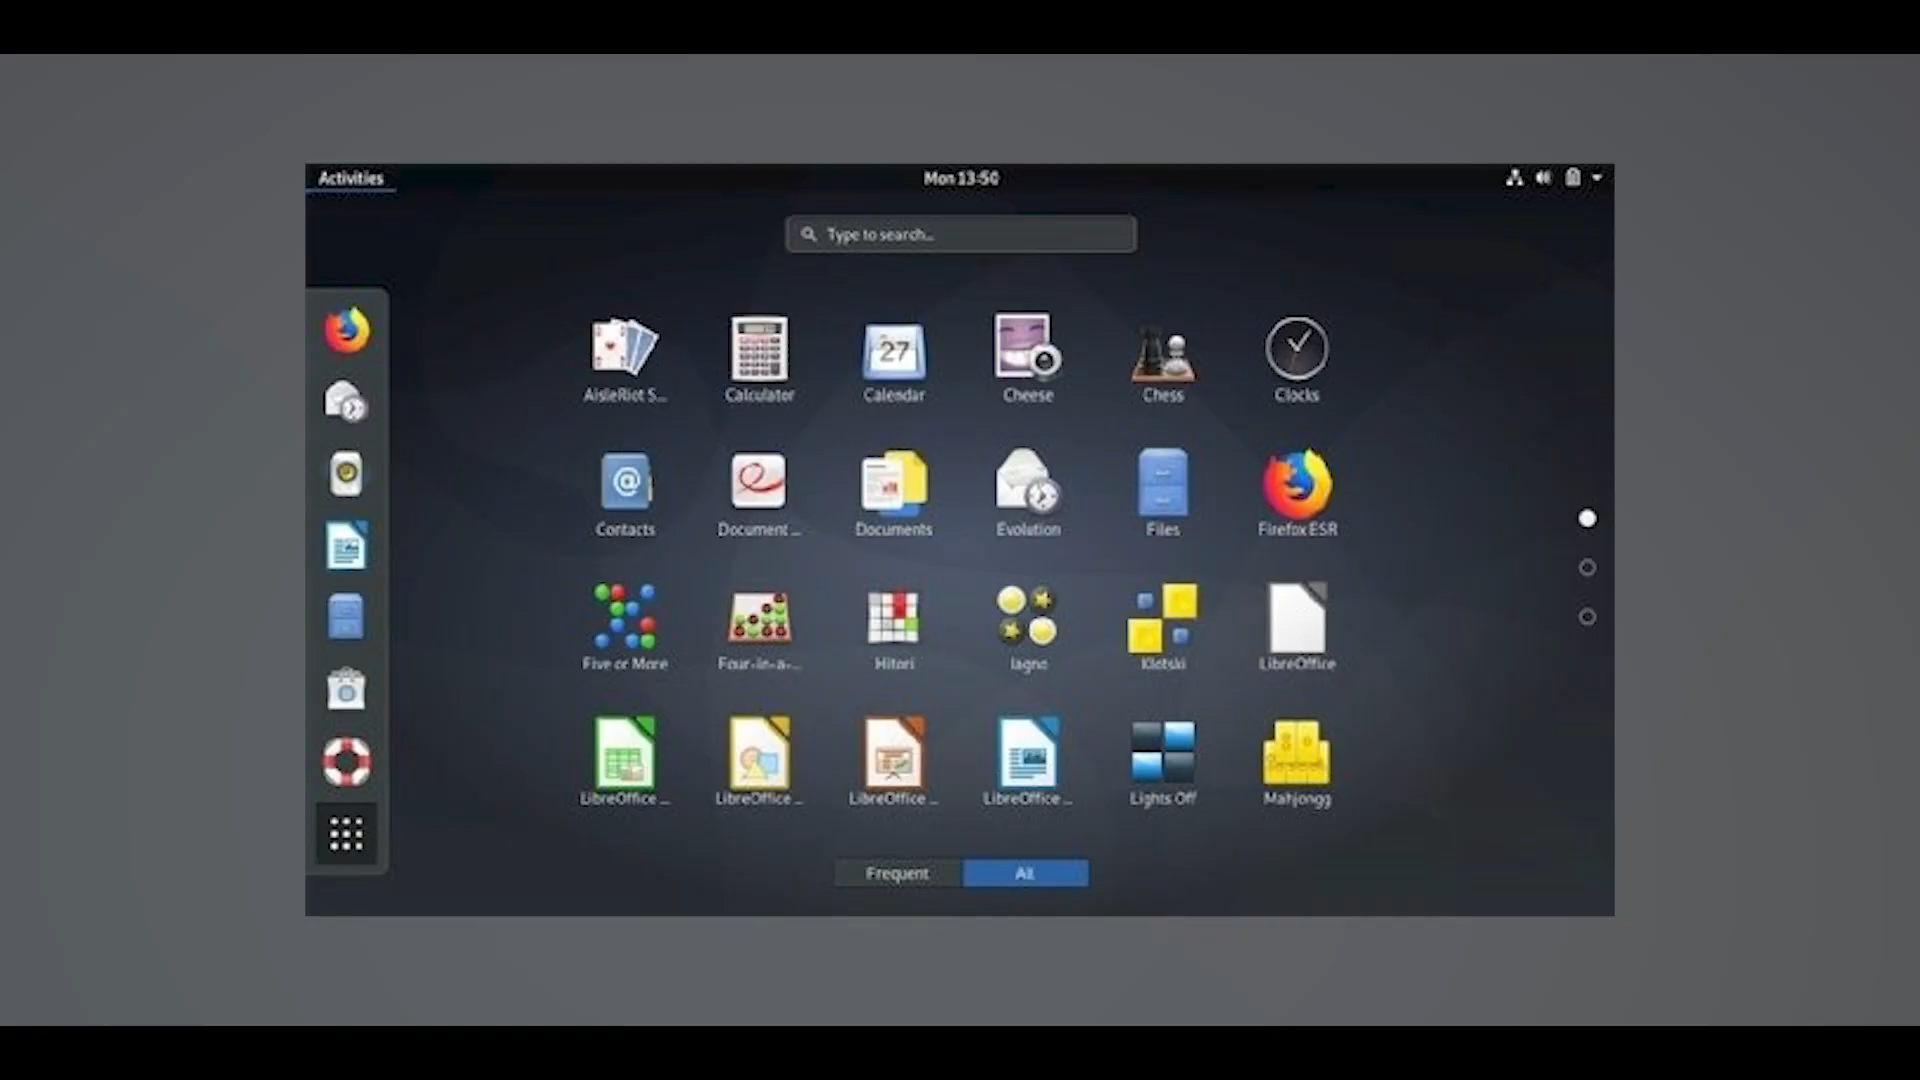 Activities Mon 13:50
Type to search...
AisleRiot S... Calculator Calendar Cheese Chess Clocks
27
Contacts Document ... Documents Evolution Files Firefox ESR
Five or More Four-in-a-... Hitori Iagno Klotski LibreOffice
LibreOffice ... LibreOffice ... LibreOffice ... LibreOffice ... Lights Off Mahjongg
Frequent All